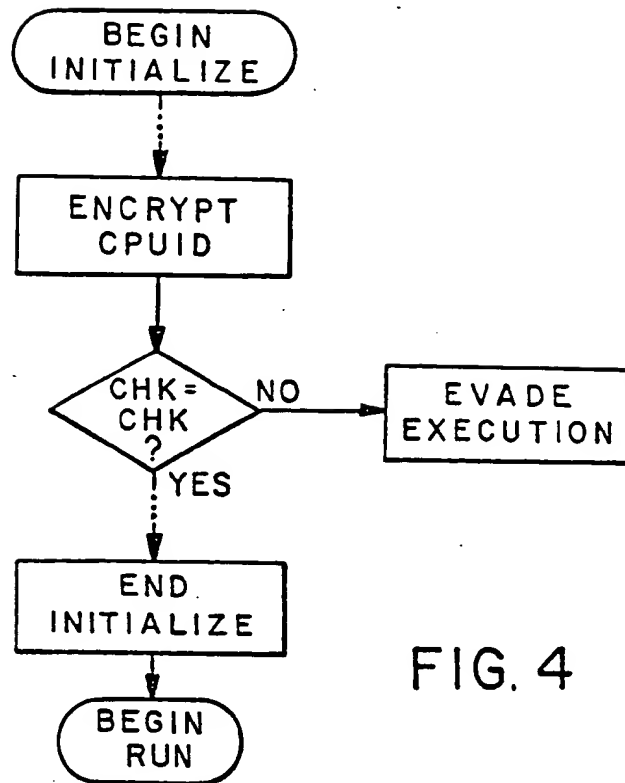 BEGIN
INITIALIZE
ENCRYPT
CPUID
CHK =
CHK
?
NO
EVADE
EXECUTION
YES
END
INITIALIZE
BEGIN
RUN
FIG. 4